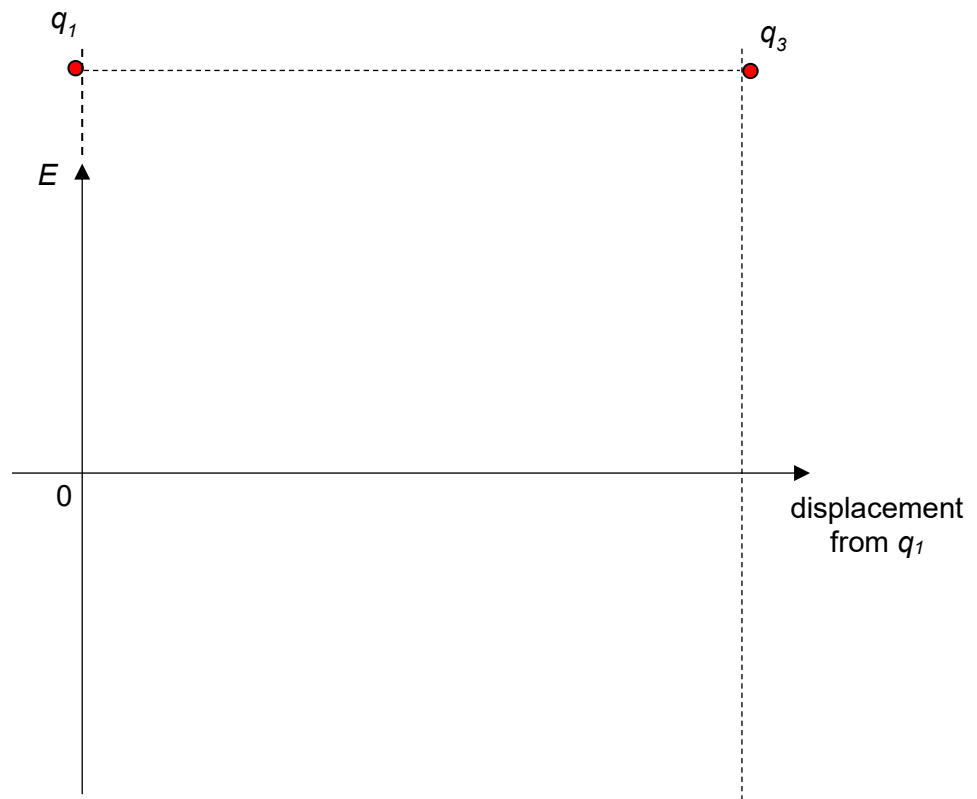 q₁
q₃
E
0
displacement
from q₁